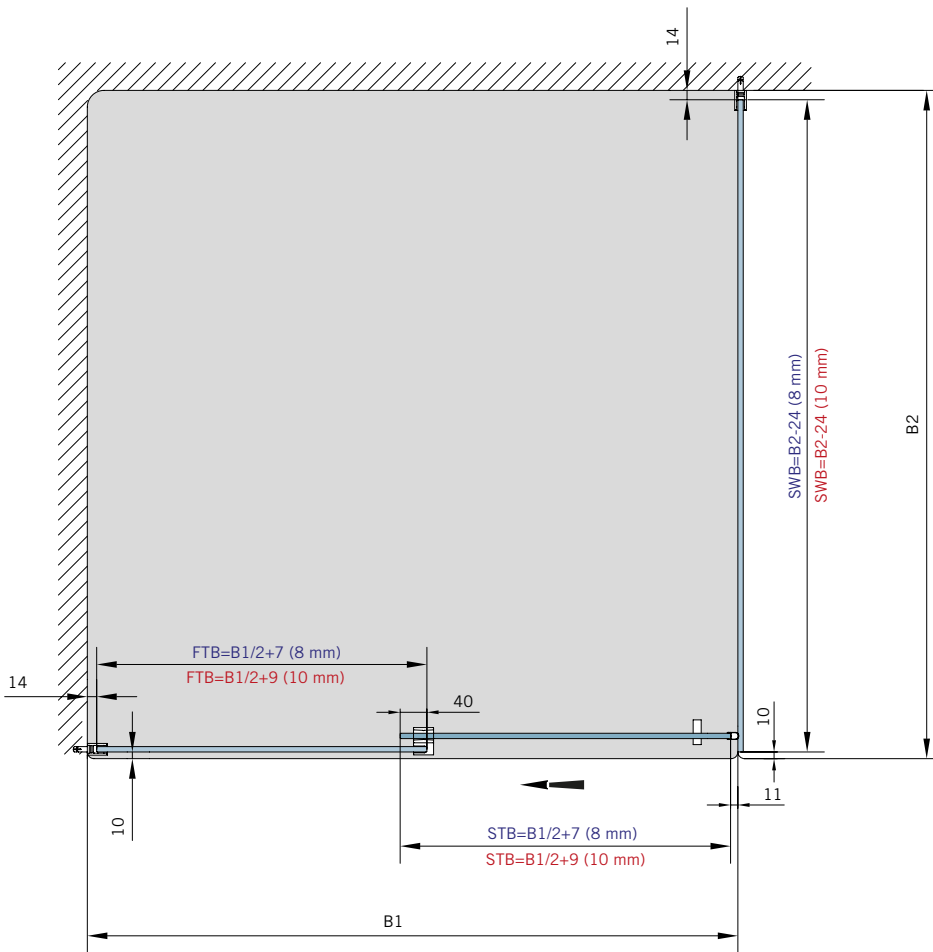 14
SWB=B2-24 (8 mm)
SWB=B2-24 (10 mm)
B2
FTB=B1/2+7 (8 mm)
FTB=B1/2+9 (10 mm)
14
40
10
10
11
STB=B1/2+7 (8 mm)
STB=B1/2+9 (10 mm)
B1